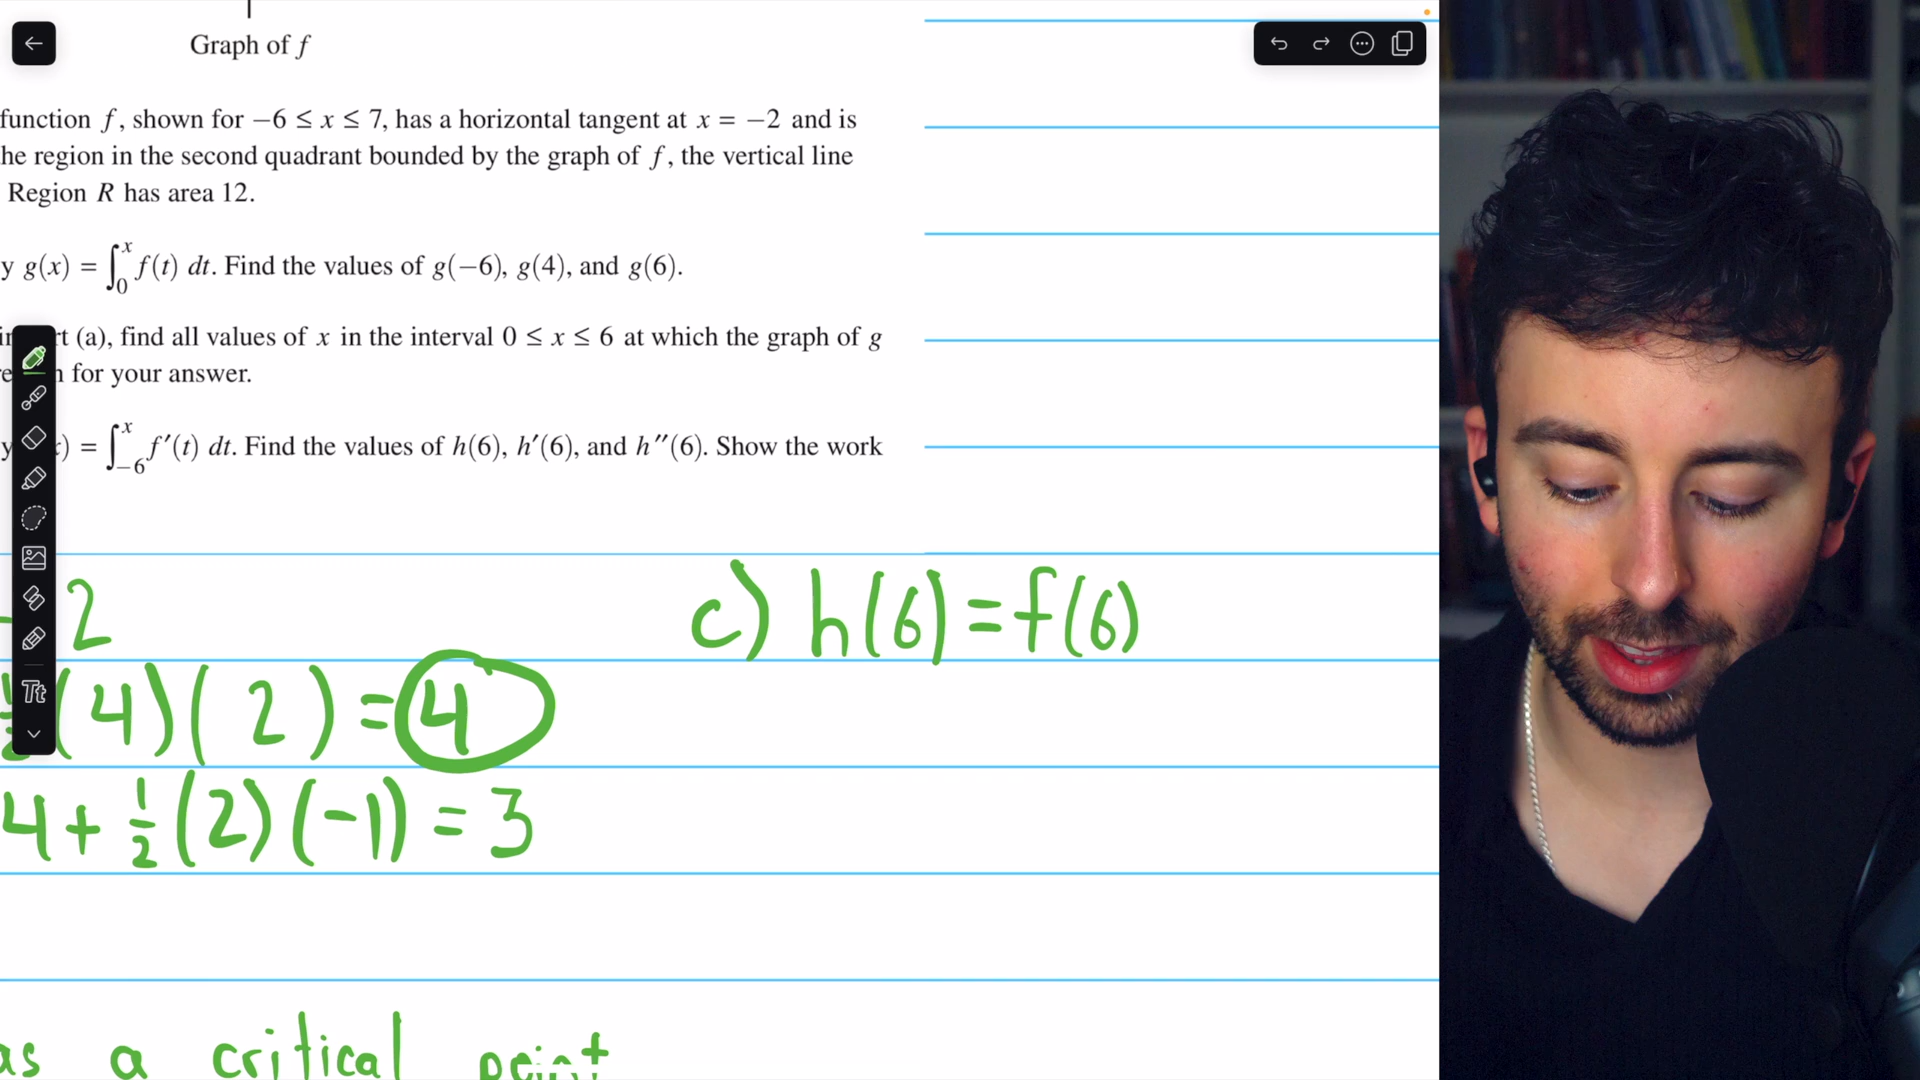 Graph of f
function f, shown for −6 ≤ x ≤ 7, has a horizontal tangent at x = −2 and is
he region in the second quadrant bounded by the graph of f, the vertical line
Region R has area 12.
y g(x) = ∫₀ˣ f(t) dt. Find the values of g(−6), g(4), and g(6).
t (a), find all values of x in the interval 0 ≤ x ≤ 6 at which the graph of g
for your answer.
) = ∫₋₆ˣ f′(t) dt. Find the values of h(6), h′(6), and h″(6). Show the work
2
c) h(6) = f(6)
(4)(2) = 4
4 + ½(2)(-1) = 3
as a critical point
Tt